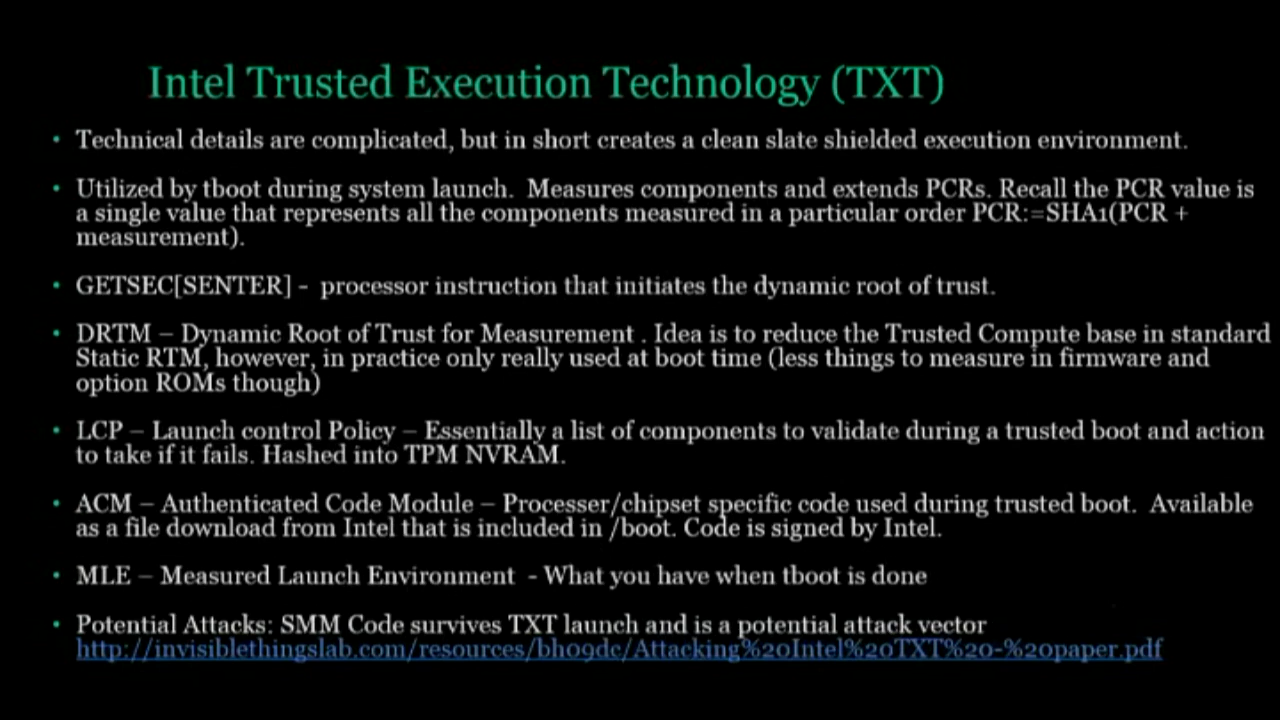 Intel Trusted Execution Technology (TXT)
• Technical details are complicated, but in short creates a clean slate shielded execution environment.
• Utilized by tboot during system launch.  Measures components and extends PCRs. Recall the PCR value is
a single value that represents all the components measured in a particular order PCR:=SHA1(PCR +
measurement).
• GETSEC[SENTER] -  processor instruction that initiates the dynamic root of trust.
• DRTM – Dynamic Root of Trust for Measurement . Idea is to reduce the Trusted Compute base in standard
Static RTM, however, in practice only really used at boot time (less things to measure in firmware and
option ROMs though)
• LCP – Launch control Policy – Essentially a list of components to validate during a trusted boot and action
to take if it fails. Hashed into TPM NVRAM.
• ACM – Authenticated Code Module – Processer/chipset specific code used during trusted boot.  Available
as a file download from Intel that is included in /boot. Code is signed by Intel.
• MLE – Measured Launch Environment  - What you have when tboot is done
• Potential Attacks: SMM Code survives TXT launch and is a potential attack vector
http://invisiblethingslab.com/resources/bh09dc/Attacking%20Intel%20TXT%20-%20paper.pdf